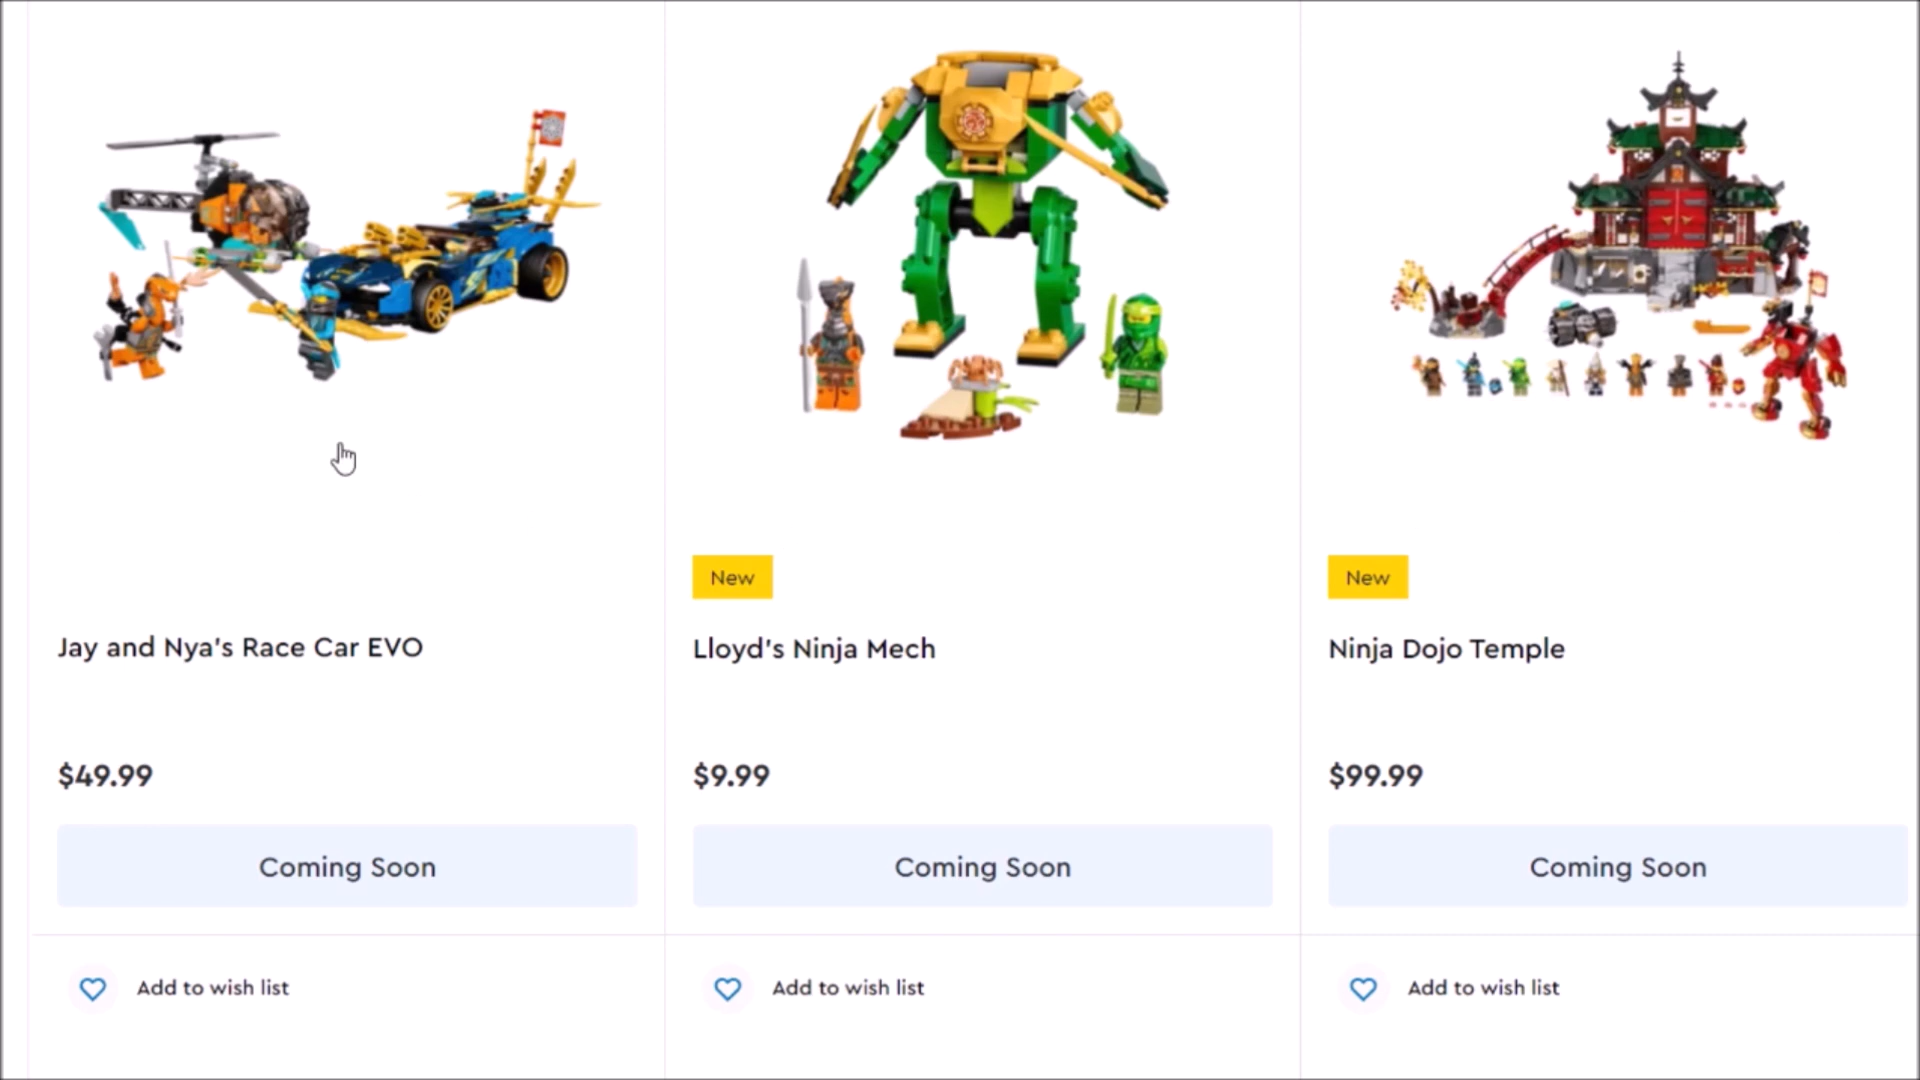 New
New
Jay and Nya's Race Car EVO
Lloyd's Ninja Mech
Ninja Dojo Temple
$49.99
$9.99
$99.99
Coming Soon
Coming Soon
Coming Soon
Add to wish list
Add to wish list
Add to wish list